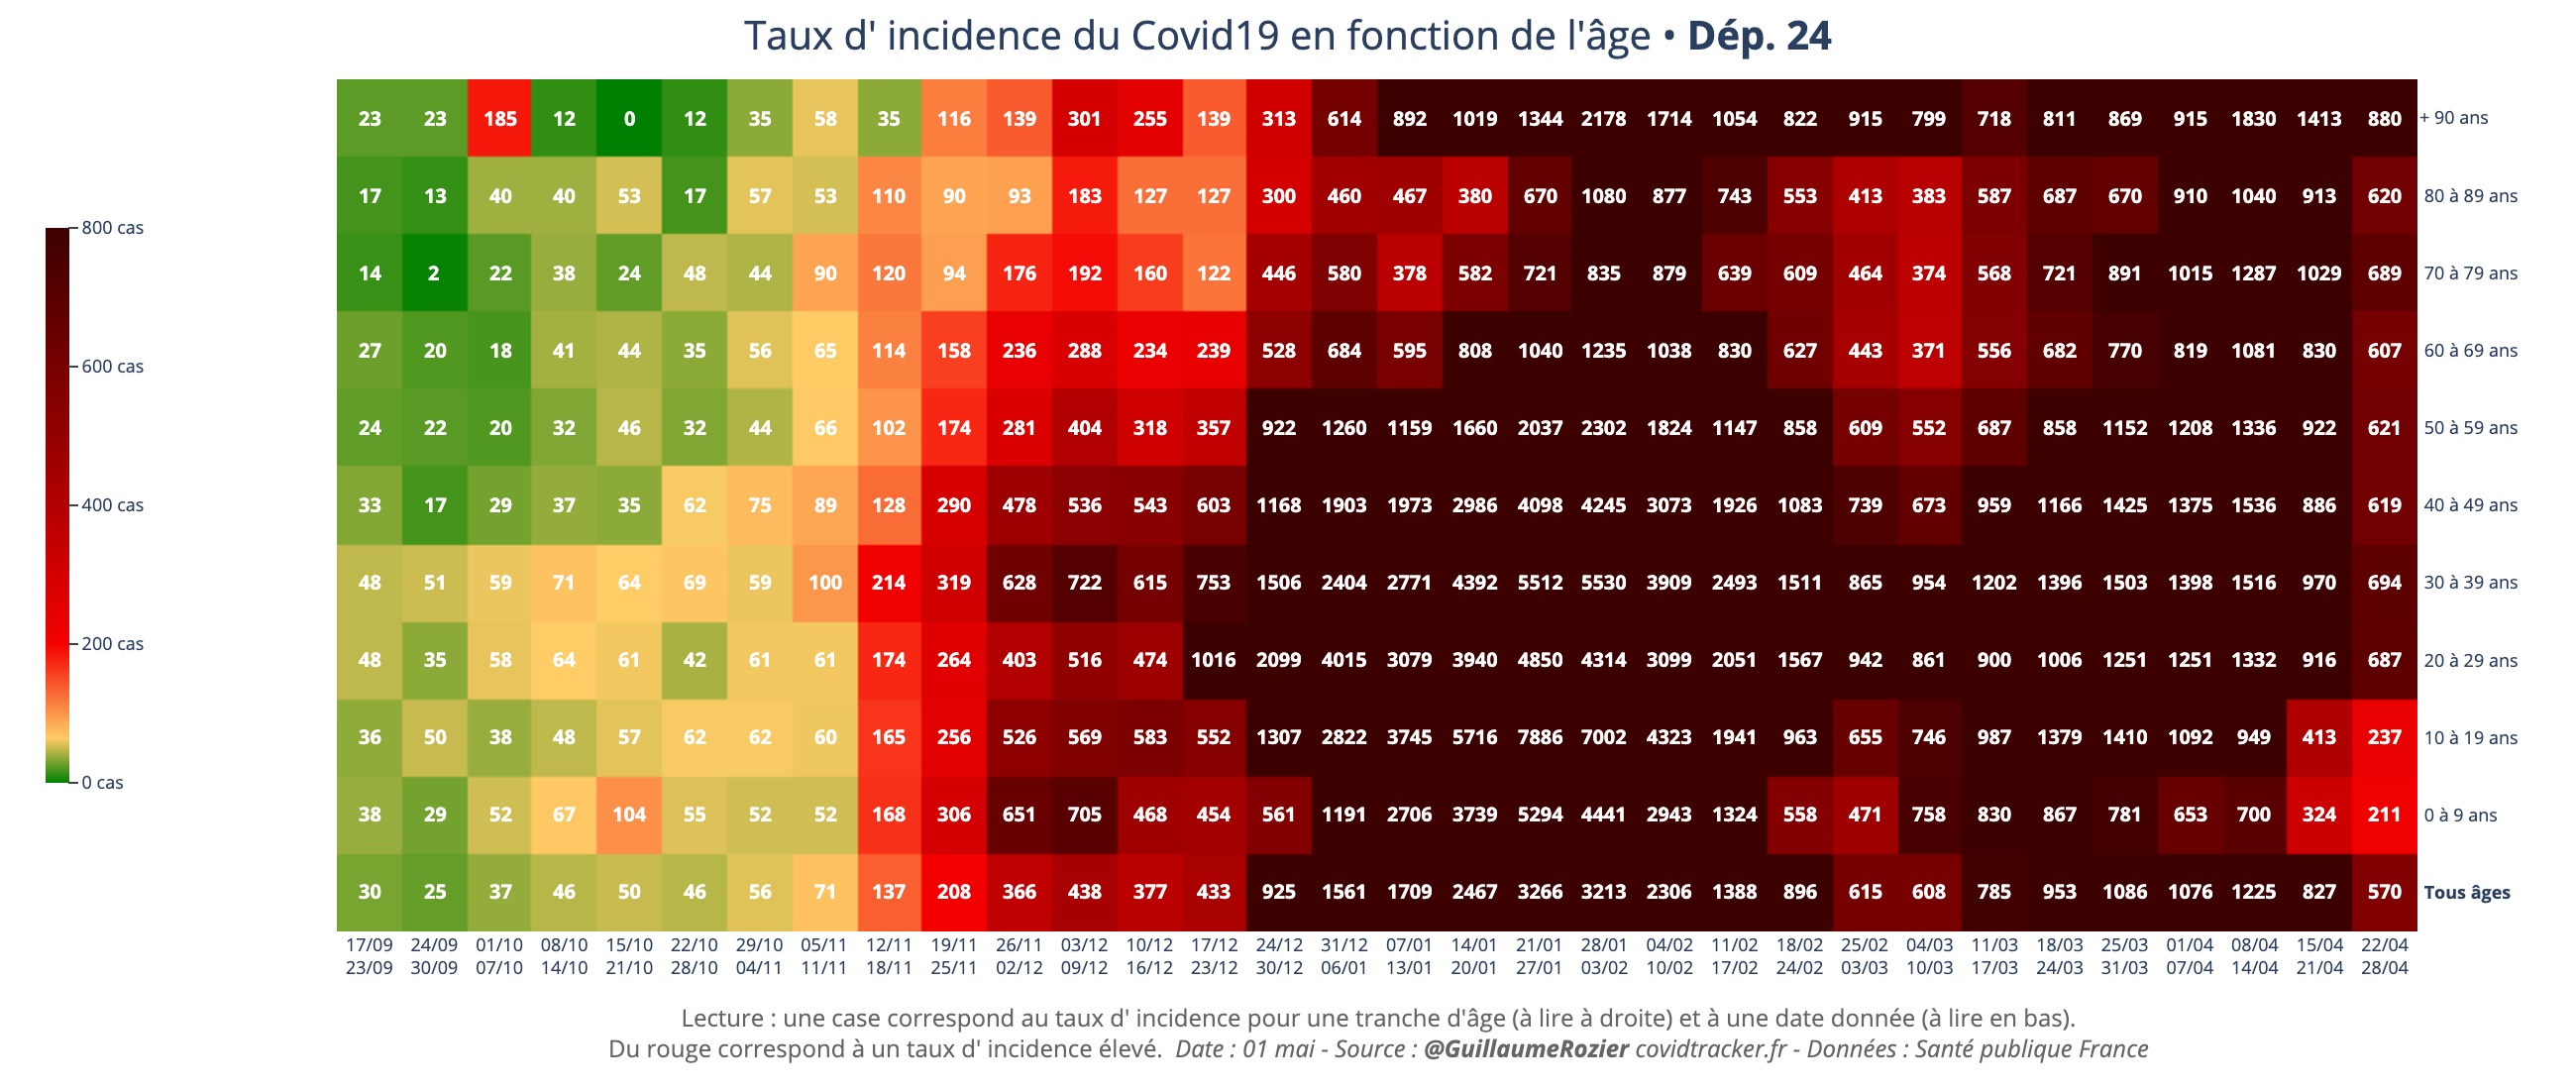 Taux d' incidence du Covid19 en fonction de l'âge • Dép. 24
23 23 185 12 0 12 35 58 35 116 139 301 255 139 313 614 892 1019 1344 2178 1714 1054 822 915 799 718 811 869 915 1830 1413 880 + 90 ans
17 13 40 40 53 17 57 53 110 90 93 183 127 127 300 460 467 380 670 1080 877 743 553 413 383 587 687 670 910 1040 913 620 80 à 89 ans
800 cas
14 2 22 38 24 48 44 90 120 94 176 192 160 122 446 580 378 582 721 835 879 639 609 464 374 568 721 891 1015 1287 1029 689 70 à 79 ans
27 20 18 41 44 35 56 65 114 158 236 288 234 239 528 684 595 808 1040 1235 1038 830 627 443 371 556 682 770 819 1081 830 607 60 à 69 ans
600 cas
24 22 20 32 46 32 44 66 102 174 281 404 318 357 922 1260 1159 1660 2037 2302 1824 1147 858 609 552 687 858 1152 1208 1336 922 621 50 à 59 ans
400 cas
33 17 29 37 35 62 75 89 128 290 478 536 543 603 1168 1903 1973 2986 4098 4245 3073 1926 1083 739 673 959 1166 1425 1375 1536 886 619 40 à 49 ans
48 51 59 71 64 69 59 100 214 319 628 722 615 753 1506 2404 2771 4392 5512 5530 3909 2493 1511 865 954 1202 1396 1503 1398 1516 970 694 30 à 39 ans
200 cas
48 35 58 64 61 42 61 61 174 264 403 516 474 1016 2099 4015 3079 3940 4850 4314 3099 2051 1567 942 861 900 1006 1251 1251 1332 916 687 20 à 29 ans
36 50 38 48 57 62 62 60 165 256 526 569 583 552 1307 2822 3745 5716 7886 7002 4323 1941 963 655 746 987 1379 1410 1092 949 413 237 10 à 19 ans
0 cas
38 29 52 67 104 55 52 52 168 306 651 705 468 454 561 1191 2706 3739 5294 4441 2943 1324 558 471 758 830 867 781 653 700 324 211 0 à 9 ans
30 25 37 46 50 46 56 71 137 208 366 438 377 433 925 1561 1709 2467 3266 3213 2306 1388 896 615 608 785 953 1086 1076 1225 827 570 Tous âges
17/09 24/09 01/10 08/10 15/10 22/10 29/10 05/11 12/11 19/11 26/11 03/12 10/12 17/12 24/12 31/12 07/01 14/01 21/01 28/01 04/02 11/02 18/02 25/02 04/03 11/03 18/03 25/03 01/04 08/04 15/04 22/04
23/09 30/09 07/10 14/10 21/10 28/10 04/11 11/11 18/11 25/11 02/12 09/12 16/12 23/12 30/12 06/01 13/01 20/01 27/01 03/02 10/02 17/02 24/02 03/03 10/03 17/03 24/03 31/03 07/04 14/04 21/04 28/04
Lecture : une case correspond au taux d' incidence pour une tranche d'âge (à lire à droite) et à une date donnée (à lire en bas).
Du rouge correspond à un taux d' incidence élevé. Date : 01 mai - Source : @GuillaumeRozier covidtracker.fr - Données : Santé publique France